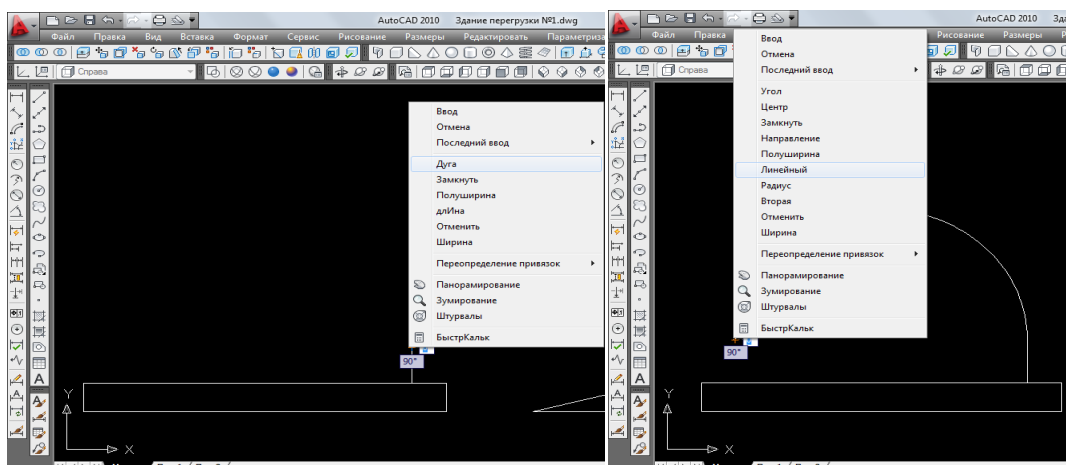 AutoCAD 2010 Здание перегрузки №1.dwg
Файл Правка Вид Вставка Формат Сервис Рисование Размеры Редактировать Параметриза
Справа
Ввод
Отмена
Последний ввод
Дуга
Замкнуть
Полуширина
длИна
Отменить
Ширина
Переопределение привязок
Панорамирование
Зумирование
Штурвалы
БыстрКальк
90°
Y
X
A
AutoCAD 2010 Зда
Файл Правка Рисование Размеры
Справа
Ввод
Отмена
Последний ввод
Угол
Центр
Замкнуть
Направление
Полуширина
Линейный
Радиус
Вторая
Отменить
Ширина
Переопределение привязок
Панорамирование
Зумирование
Штурвалы
БыстрКальк
90°
Y
X
A